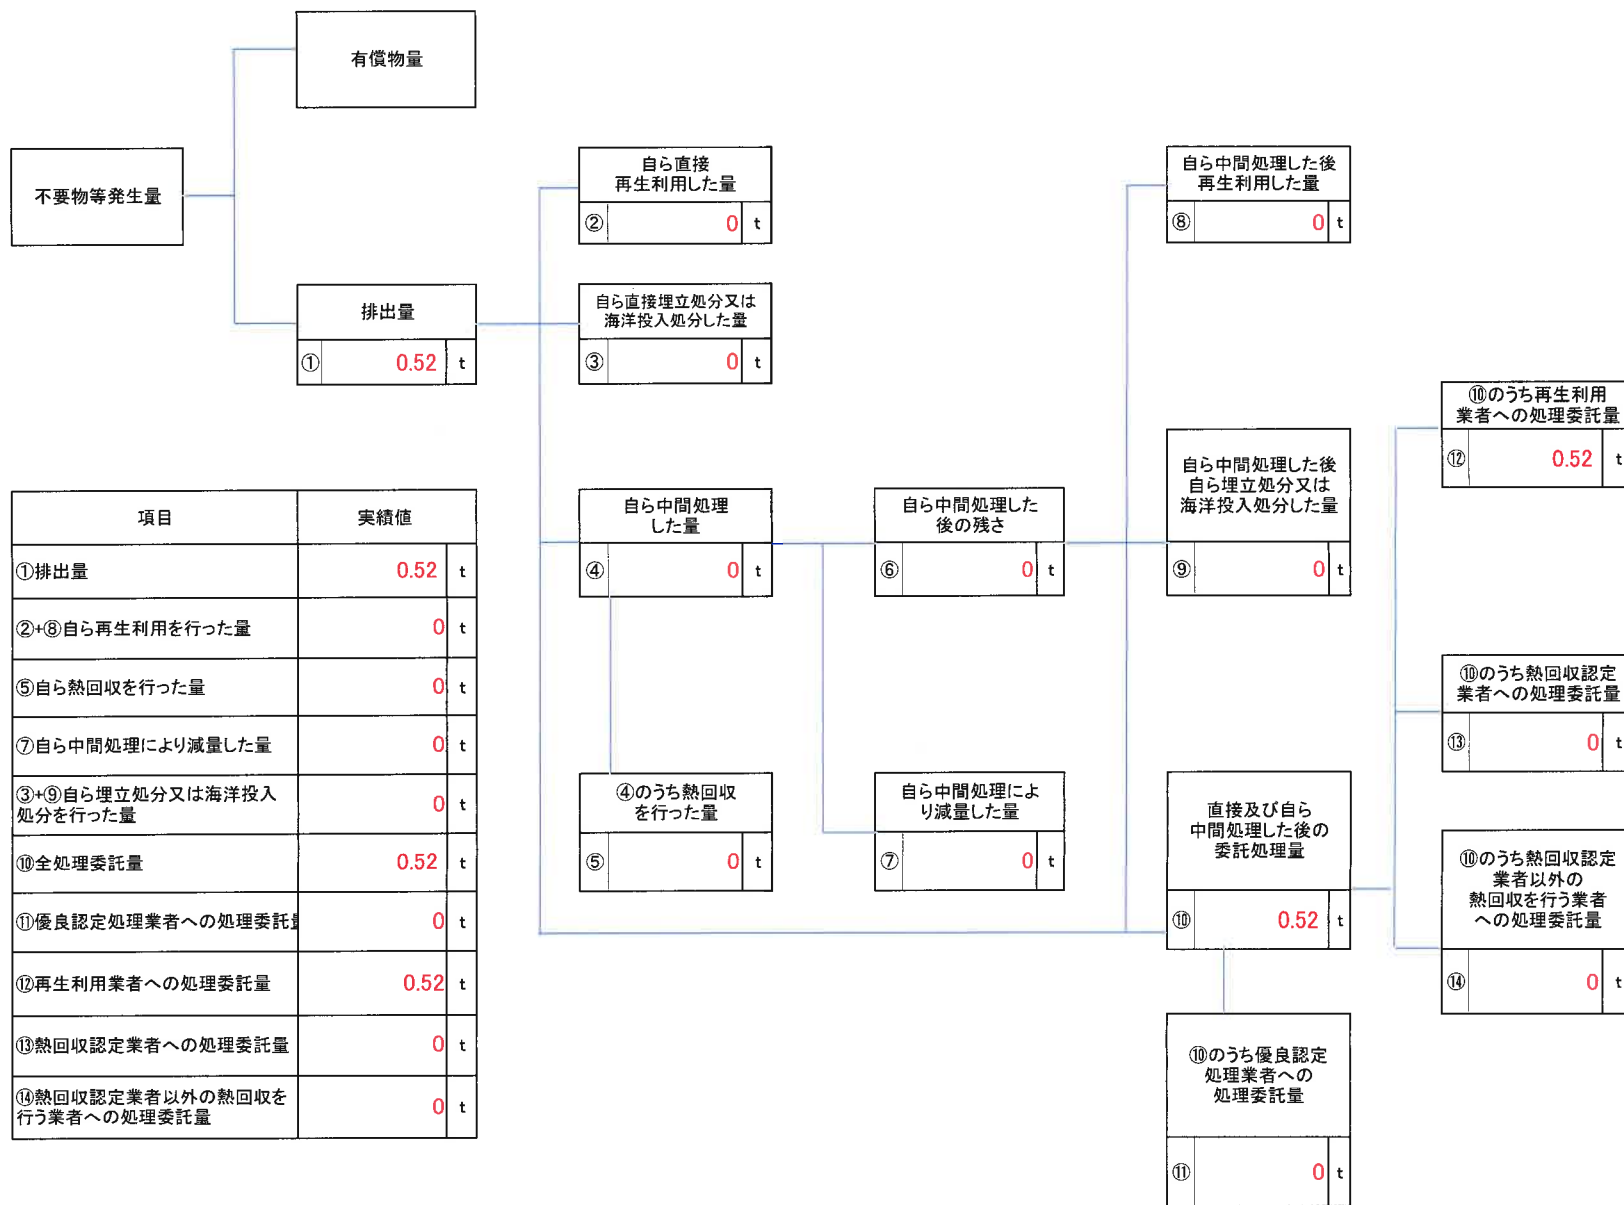 有償物量
不要物等発生量
排出量
① 0.52 t
自ら直接
再生利用した量
② 0 t
自ら直接埋立処分又は
海洋投入処分した量
③ 0 t
自ら中間処理
した量
④ 0 t
④のうち熱回収
を行った量
⑤ 0 t
自ら中間処理した
後の残さ
⑥ 0 t
自ら中間処理によ
り減量した量
⑦ 0 t
自ら中間処理した後
再生利用した量
⑧ 0 t
自ら中間処理した後
自ら埋立処分又は
海洋投入処分した量
⑨ 0 t
直接及び自ら
中間処理した後の
委託処理量
⑩ 0.52 t
⑩のうち優良認定
処理業者への
処理委託量
⑪ 0 t
⑩のうち再生利用
業者への処理委託量
⑫ 0.52 t
⑩のうち熱回収認定
業者への処理委託量
⑬ 0 t
⑩のうち熱回収認定
業者以外の
熱回収を行う業者
への処理委託量
⑭ 0 t
項目 実績値
①排出量 0.52 t
②+⑧自ら再生利用を行った量 0 t
⑤自ら熱回収を行った量 0 t
⑦自ら中間処理により減量した量 0 t
③+⑨自ら埋立処分又は海洋投入
処分を行った量 0 t
⑩全処理委託量 0.52 t
⑪優良認定処理業者への処理委託量 0 t
⑫再生利用業者への処理委託量 0.52 t
⑬熱回収認定業者への処理委託量 0 t
⑭熱回収認定業者以外の熱回収を
行う業者への処理委託量 0 t